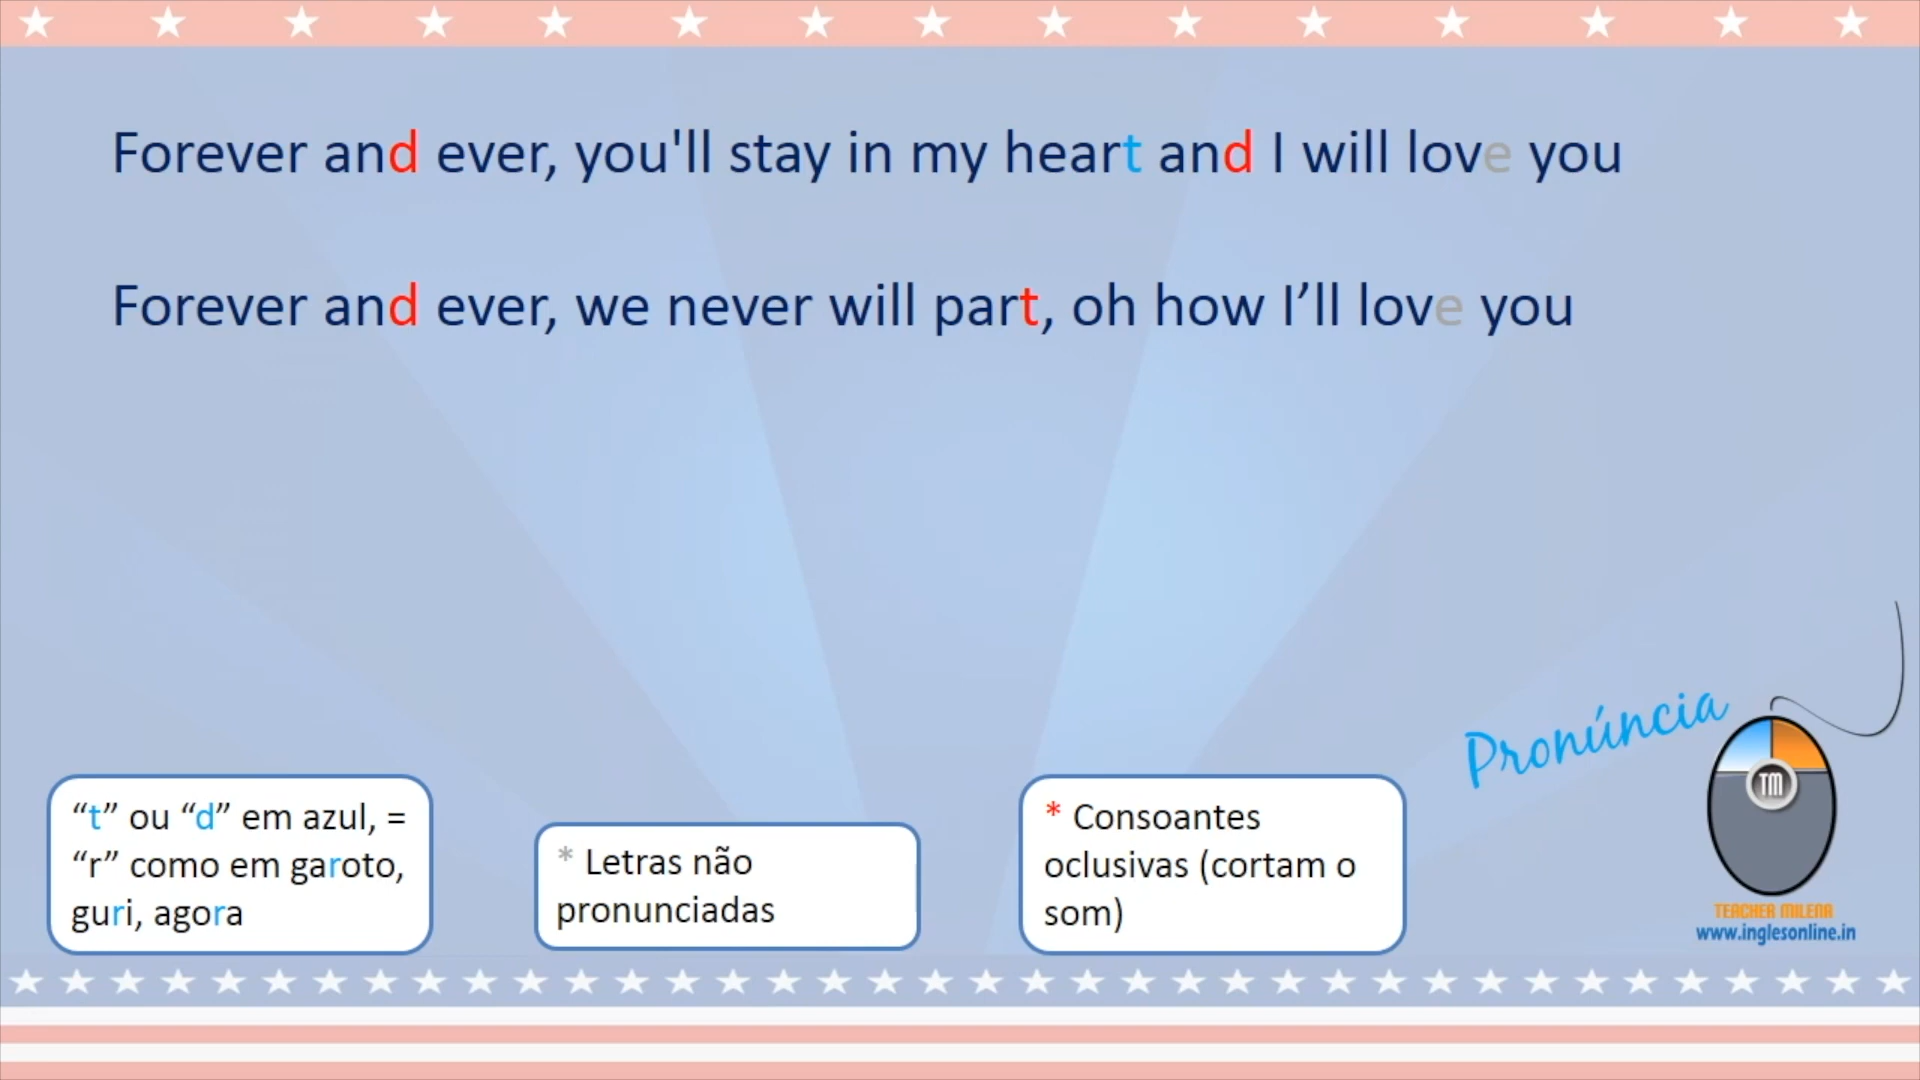 Forever and ever, you'll stay in my heart and I will love you
Forever and ever, we never will part, oh how I’ll love you
Pronúncia
“t” ou “d” em azul, =
“r” como em garoto,
guri, agora
* Letras não
pronunciadas
* Consoantes
oclusivas (cortam o
som)
TM
TEACHER MILENA
www.inglesonline.in